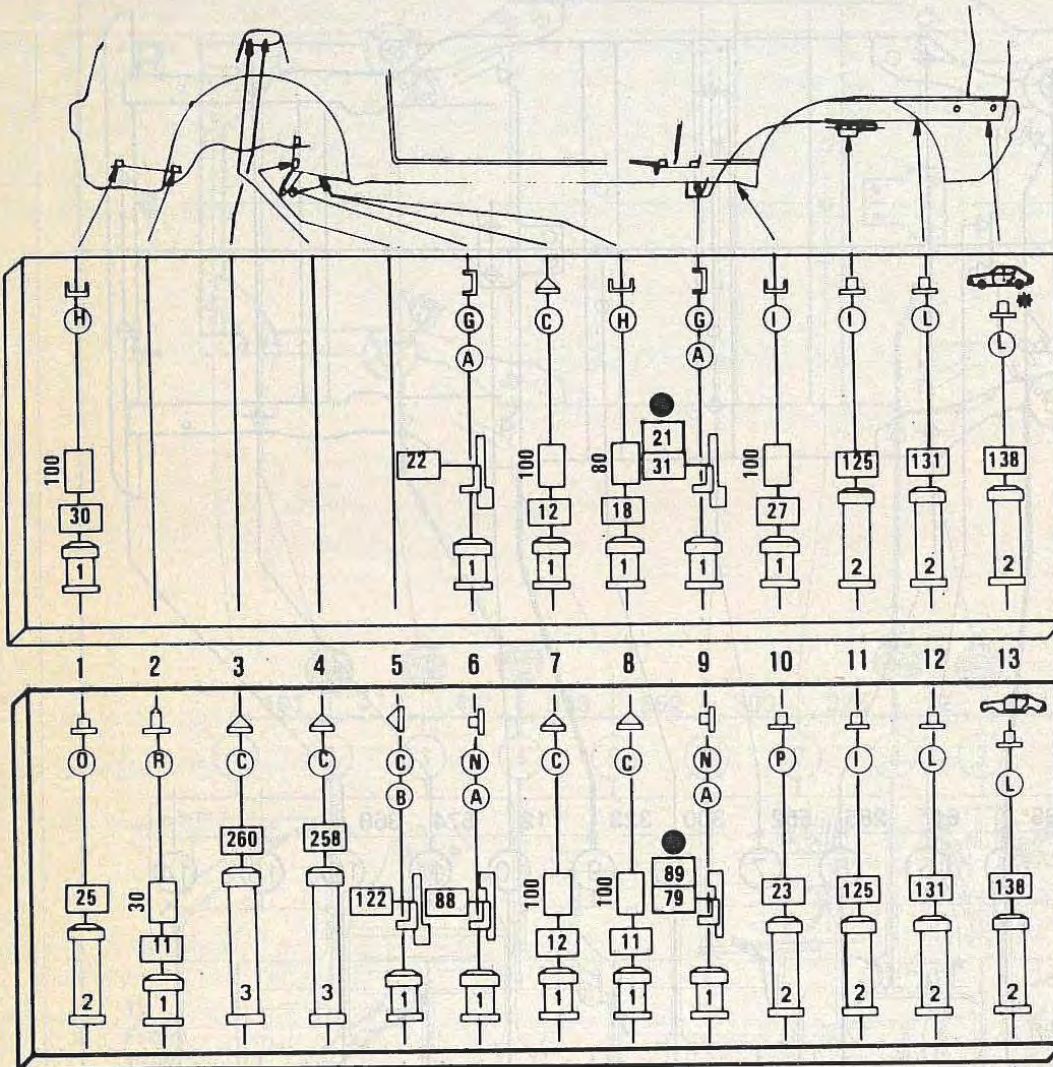 H G C H G I I L L
A A
21
22 31 125 131 138
100 100 80 100
30 12 18 27
1 1 1 1 1 1 2 2 2
1 2 3 4 5 6 7 8 9 10 11 12 13
O R C C C N C C N P I L L
B A A
260 258
89
25 30 122 88 100 100 79 23 125 131 138
11 12 11
2 1 3 3 1 1 1 1 1 2 2 2 2